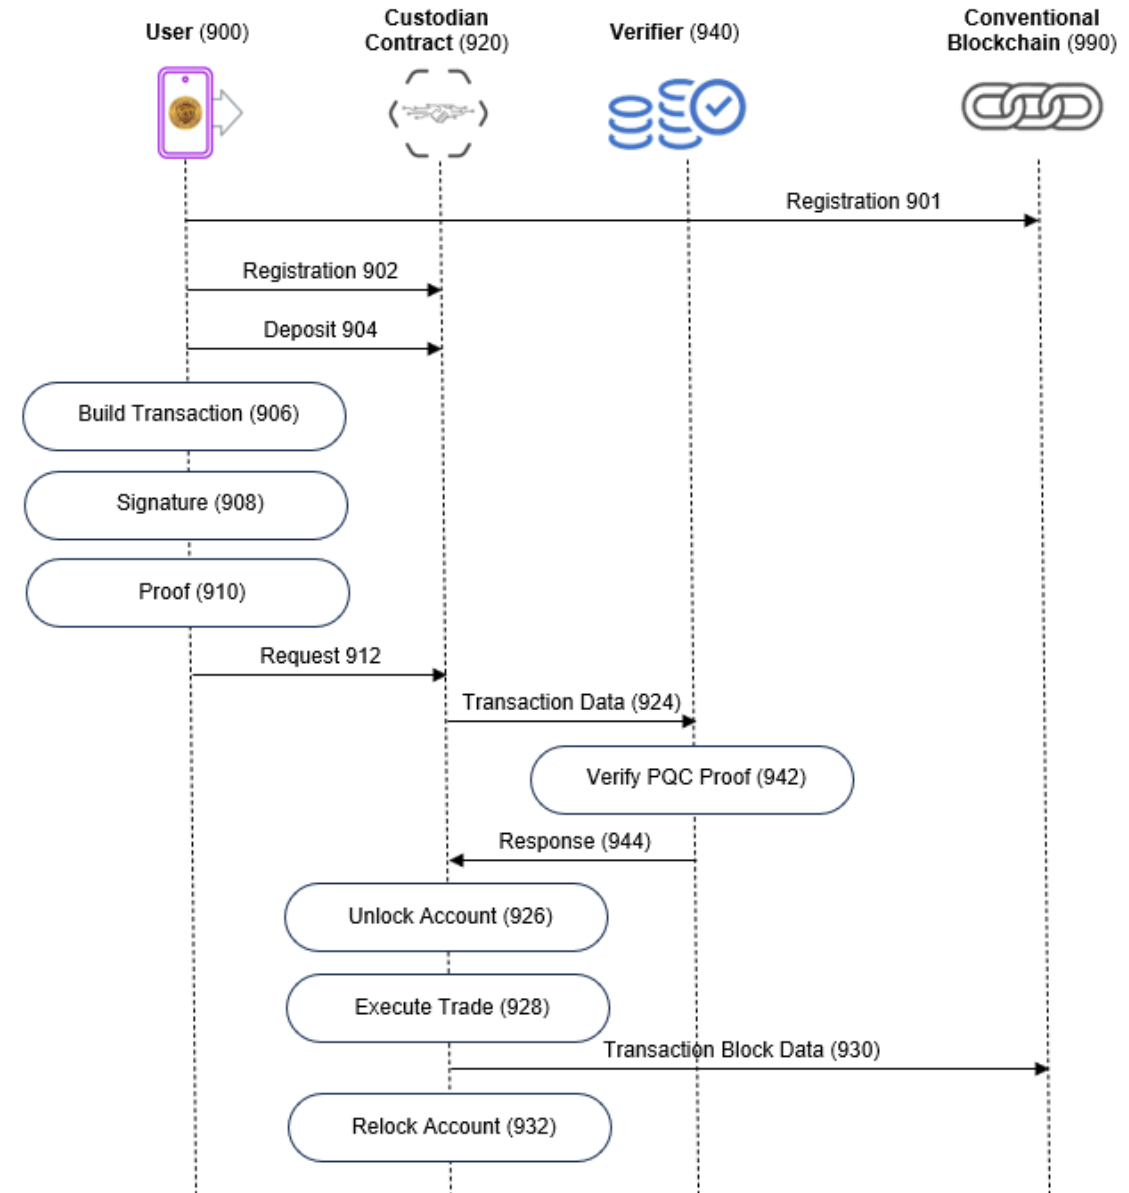 User (900)
Custodian
Contract (920)
Verifier (940)
Conventional
Blockchain (990)
Registration 901
Registration 902
Deposit 904
Build Transaction (906)
Signature (908)
Proof (910)
Request 912
Transaction Data (924)
Verify PQC Proof (942)
Response (944)
Unlock Account (926)
Execute Trade (928)
Transaction Block Data (930)
Relock Account (932)